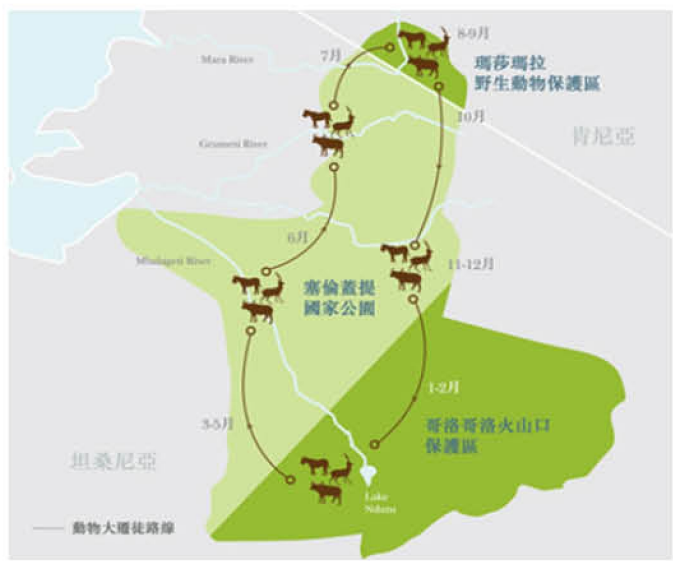 8-9月
7月
Mara River
瑪莎瑪拉
野生動物保護區
10月
肯尼亞
Grumeti River
6月
Mbalageti River
11-12月
塞倫蓋提
國家公園
1-2月
3-5月
哥洛哥洛火山口
保護區
坦桑尼亞
Lake
Ndutu
動物大遷徒路線